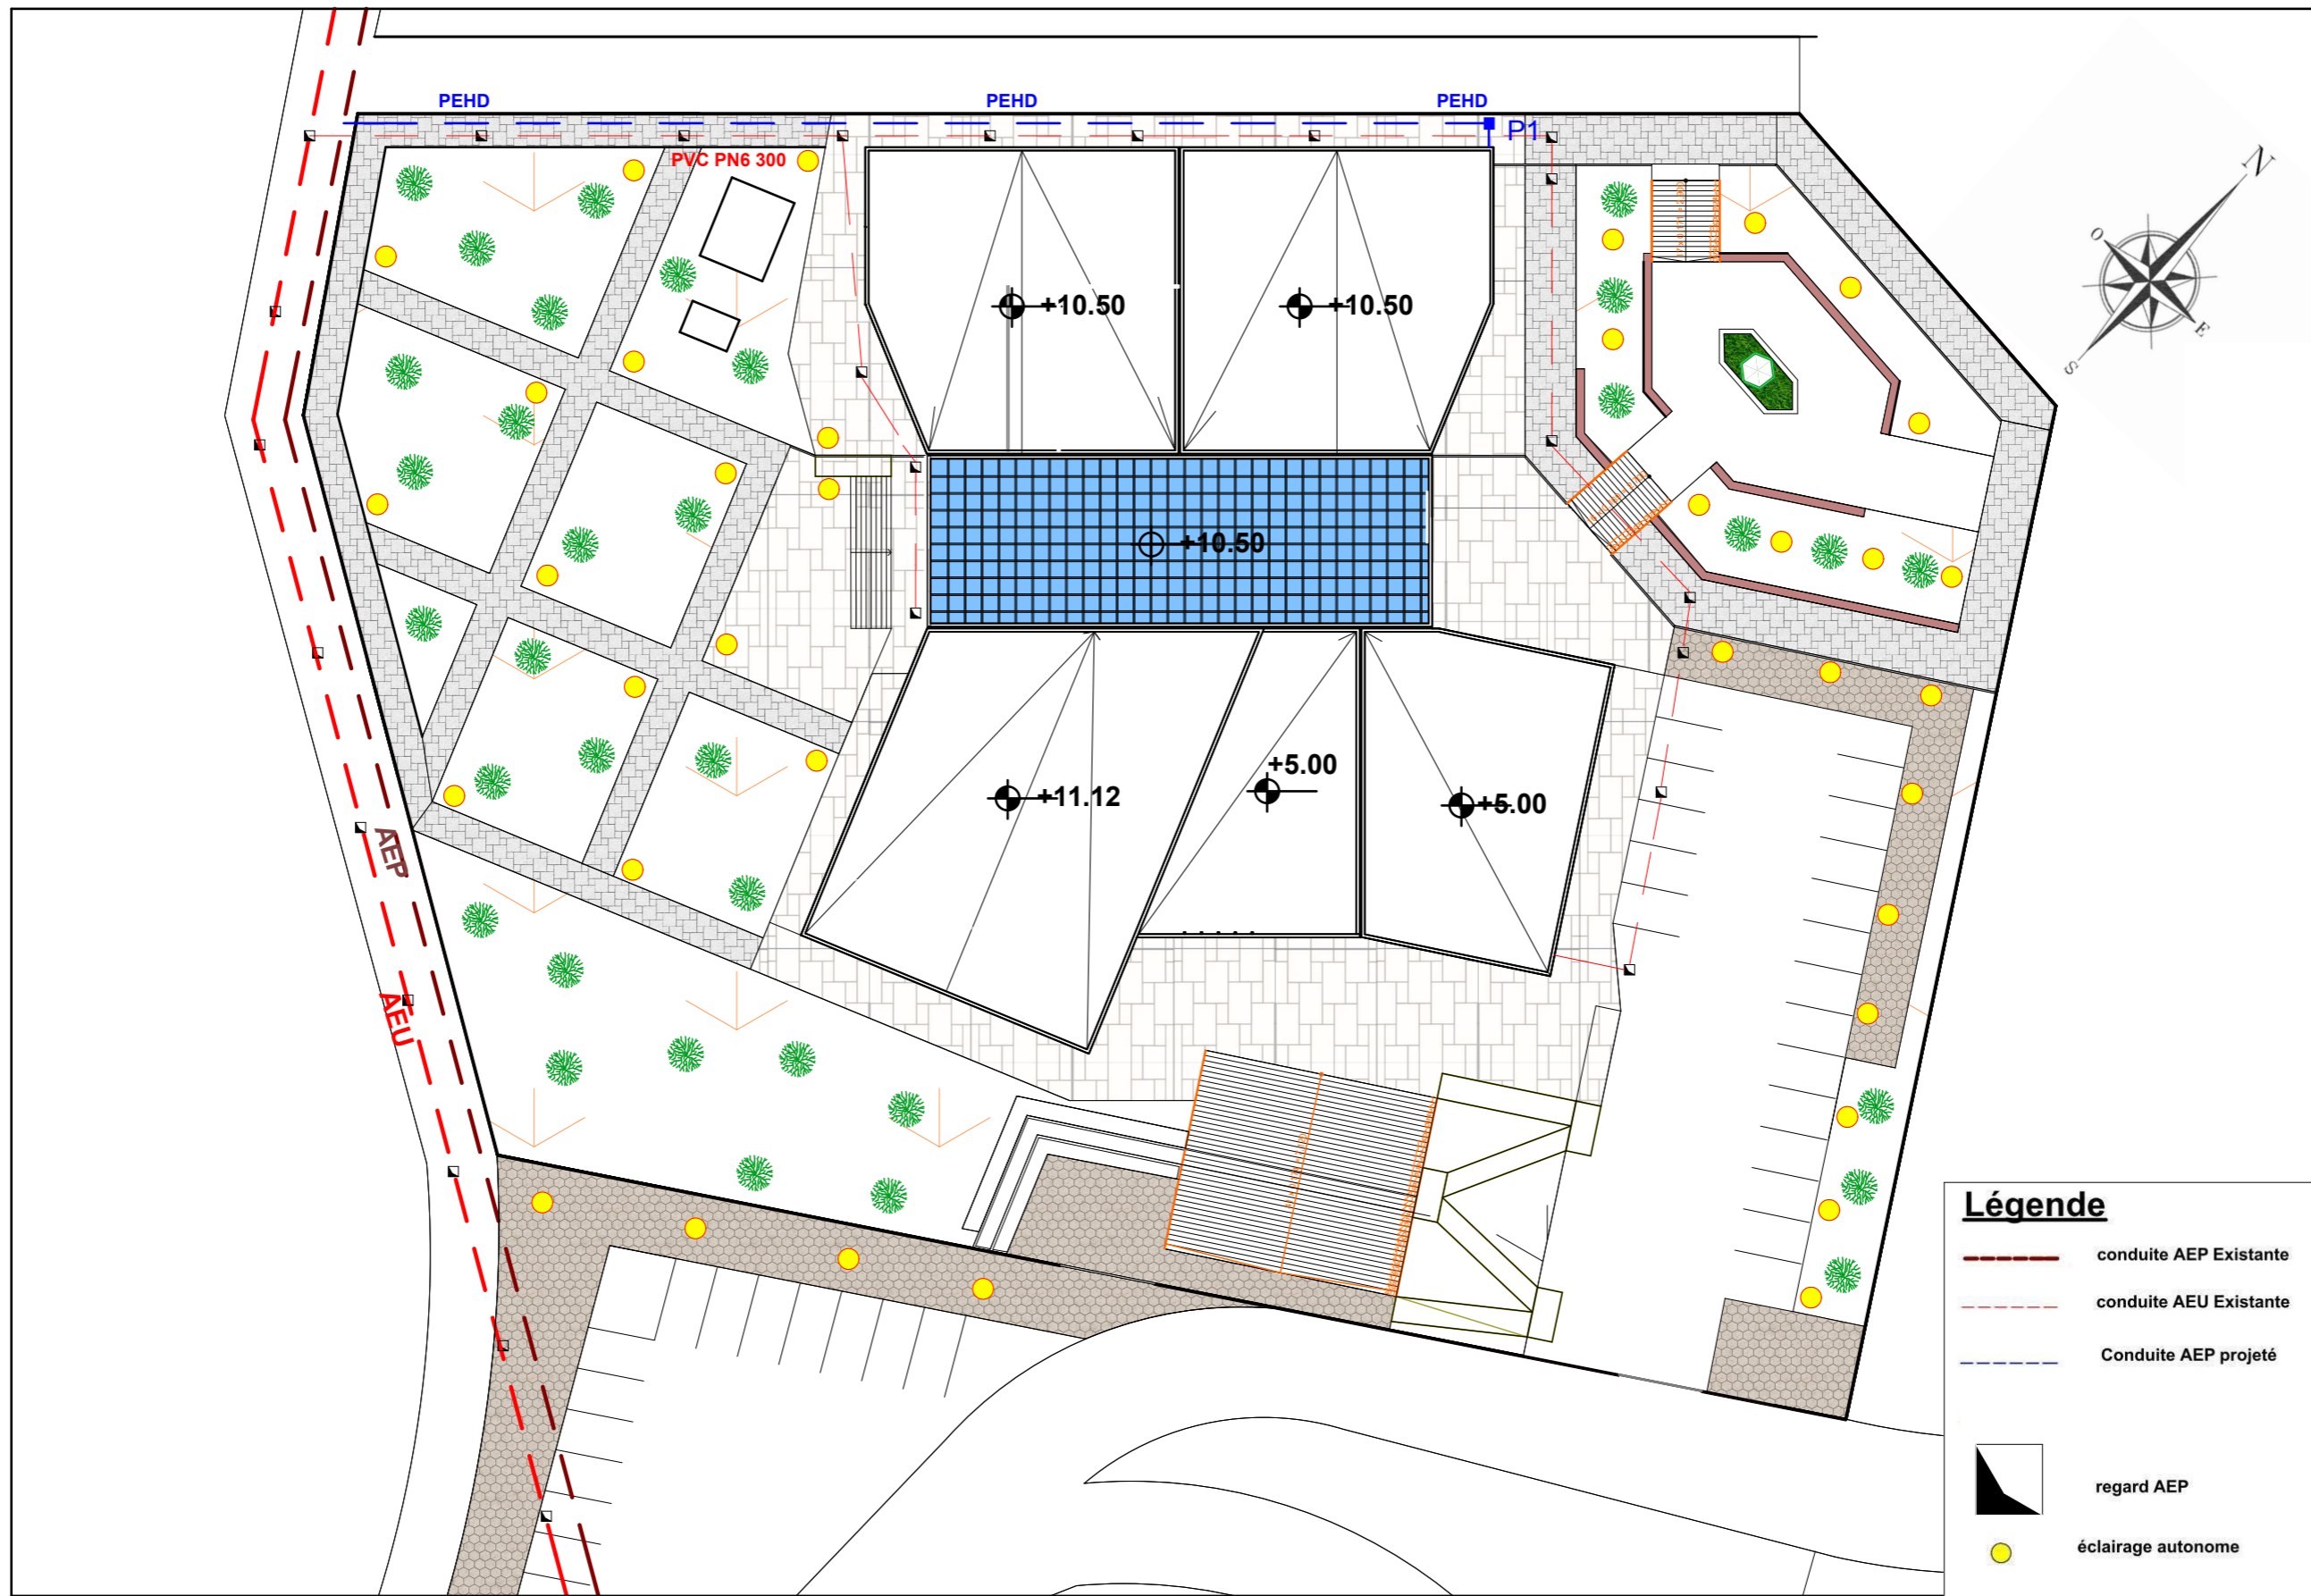 PEHD
PEHD
PEHD
P1
PVC PN6 300
N
O
E
S
+10.50
+10.50
+10.50
+11.12
+5.00
+5.00
AEP
AEU
Légende
conduite AEP Existante
conduite AEU Existante
Conduite AEP projeté
regard AEP
éclairage autonome